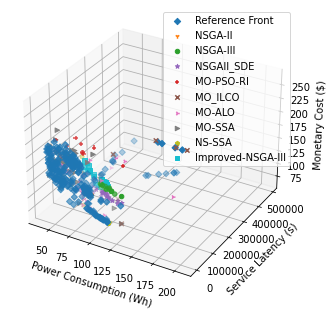 Reference Front
NSGA-II
NSGA-III
NSGAII_SDE
MO-PSO-RI
MO_ILCO
MO-ALO
MO-SSA
NS-SSA
Improved-NSGA-III
250
225
200
175
150
125
100
75
Monetary Cost ($)
500000
400000
300000
200000
100000
0
Service Latency (s)
50
75
100
125
150
175
200
Power Consumption (Wh)